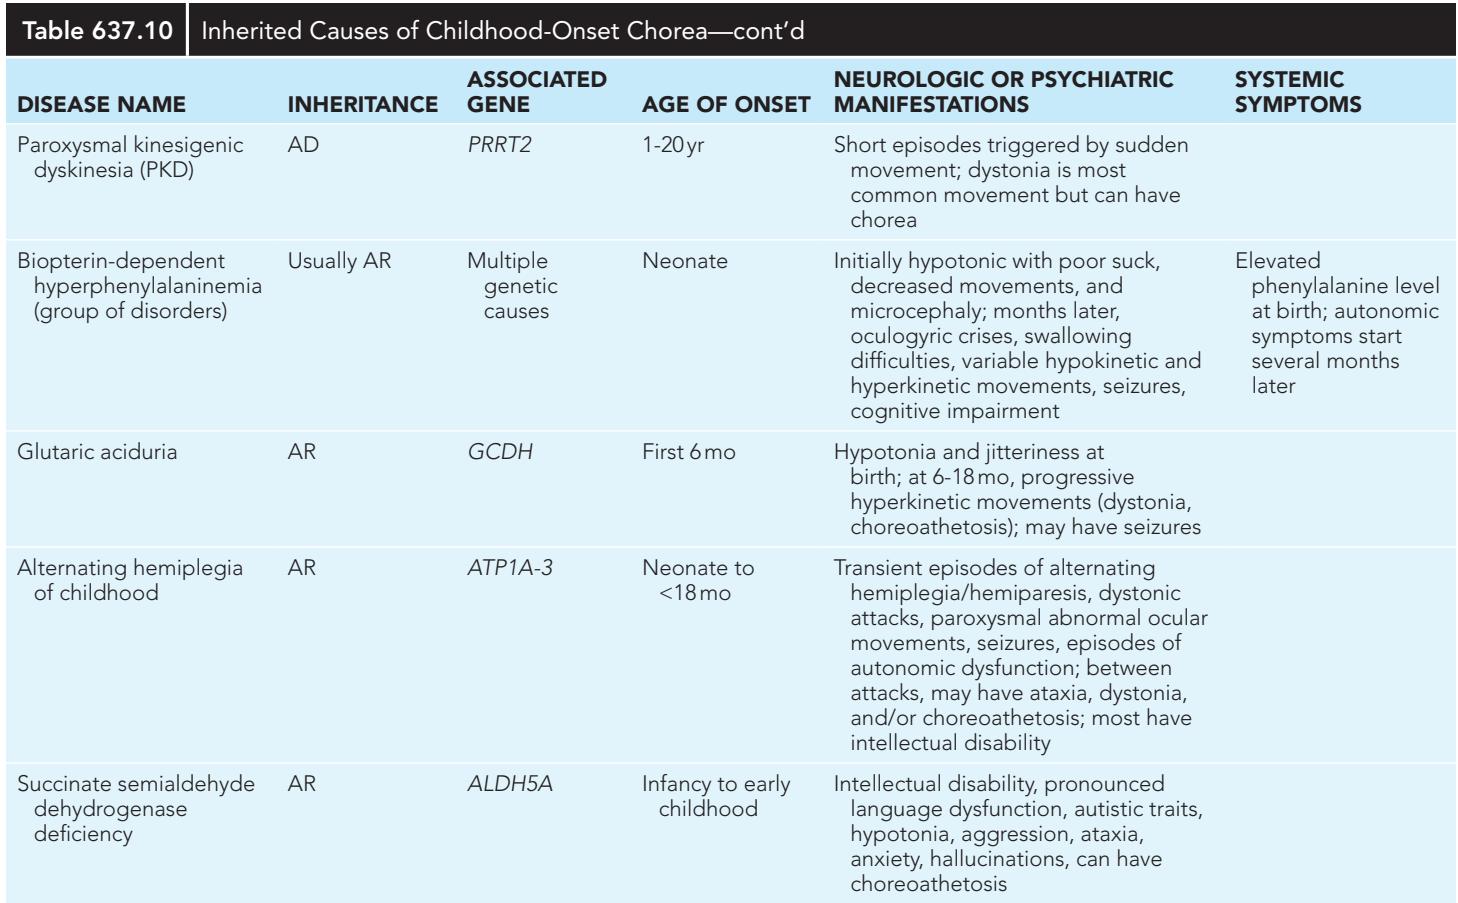 Table 637.10 Inherited Causes of Childhood-Onset Chorea—cont'd
DISEASE NAME INHERITANCE ASSOCIATED GENE AGE OF ONSET NEUROLOGIC OR PSYCHIATRIC MANIFESTATIONS SYSTEMIC SYMPTOMS
Paroxysmal kinesigenic
dyskinesia (PKD)
AD
PRRT2
1-20 yr
Short episodes triggered by sudden
movement; dystonia is most
common movement but can have
chorea
Biopterin-dependent
hyperphenylalaninemia
(group of disorders)
Usually AR
Multiple
genetic
causes
Neonate
Initially hypotonic with poor suck,
decreased movements, and
microcephaly; months later,
oculogyric crises, swallowing
difficulties, variable hypokinetic and
hyperkinetic movements, seizures,
cognitive impairment
Elevated
phenylalanine level
at birth; autonomic
symptoms start
several months
later
Glutaric aciduria
AR
GCDH
First 6 mo
Hypotonia and jitteriness at
birth; at 6-18 mo, progressive
hyperkinetic movements (dystonia,
choreoathetosis); may have seizures
Alternating hemiplegia
of childhood
AR
ATP1A-3
Neonate to
<18 mo
Transient episodes of alternating
hemiplegia/hemiparesis, dystonic
attacks, paroxysmal abnormal ocular
movements, seizures, episodes of
autonomic dysfunction; between
attacks, may have ataxia, dystonia,
and/or choreoathetosis; most have
intellectual disability
Succinate semialdehyde
dehydrogenase
deficiency
AR
ALDH5A
Infancy to early
childhood
Intellectual disability, pronounced
language dysfunction, autistic traits,
hypotonia, aggression, ataxia,
anxiety, hallucinations, can have
choreoathetosis